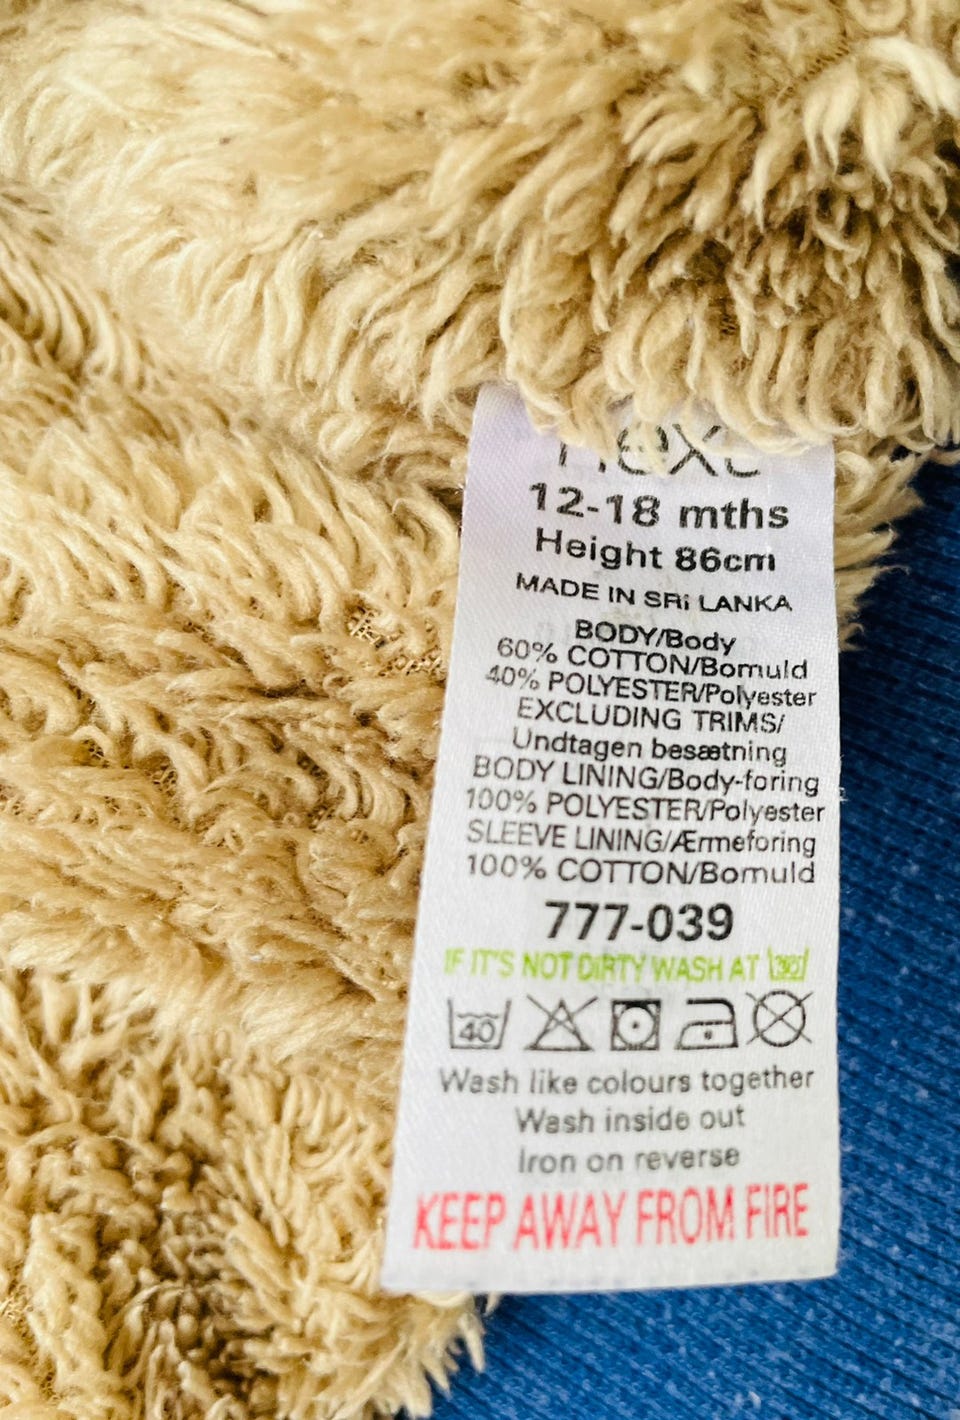 next
12-18 mths
Height 86cm
MADE IN SRi LANKA
BODY/Body
60% COTTON/Bomuld
40% POLYESTER/Polyester
EXCLUDING TRIMS/
Undtagen besætning
BODY LINING/Body-foring
100% POLYESTER/Polyester
SLEEVE LINING/Ærmeforing
100% COTTON/Bomuld
777-039
IF IT'S NOT DIRTY WASH AT 30
40
Wash like colours together
Wash inside out
Iron on reverse
KEEP AWAY FROM FIRE